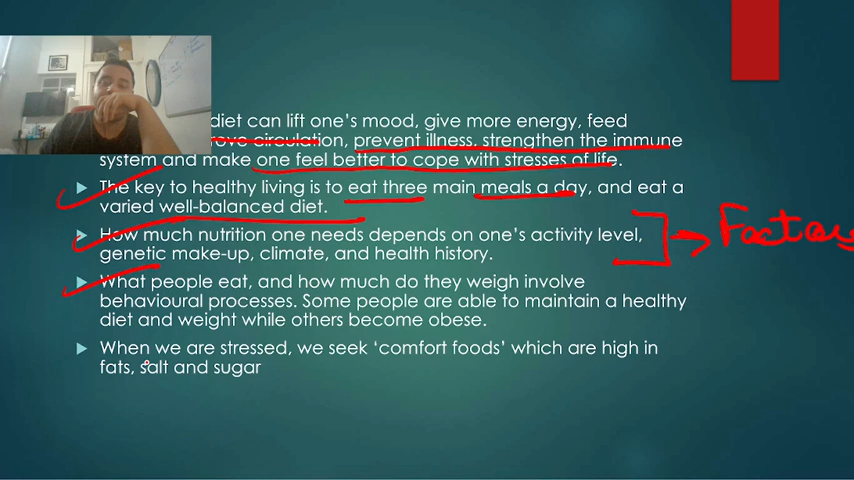 diet can lift one's mood, give more energy, feed
circulation, prevent illness, strengthen the immune
system and make one feel better to cope with stresses of life.
The key to healthy living is to eat three main meals a day, and eat a
varied well-balanced diet.
How much nutrition one needs depends on one's activity level,
genetic make-up, climate, and health history.
Factors
What people eat, and how much do they weigh involve
behavioural processes. Some people are able to maintain a healthy
diet and weight while others become obese.
When we are stressed, we seek 'comfort foods' which are high in
fats, salt and sugar